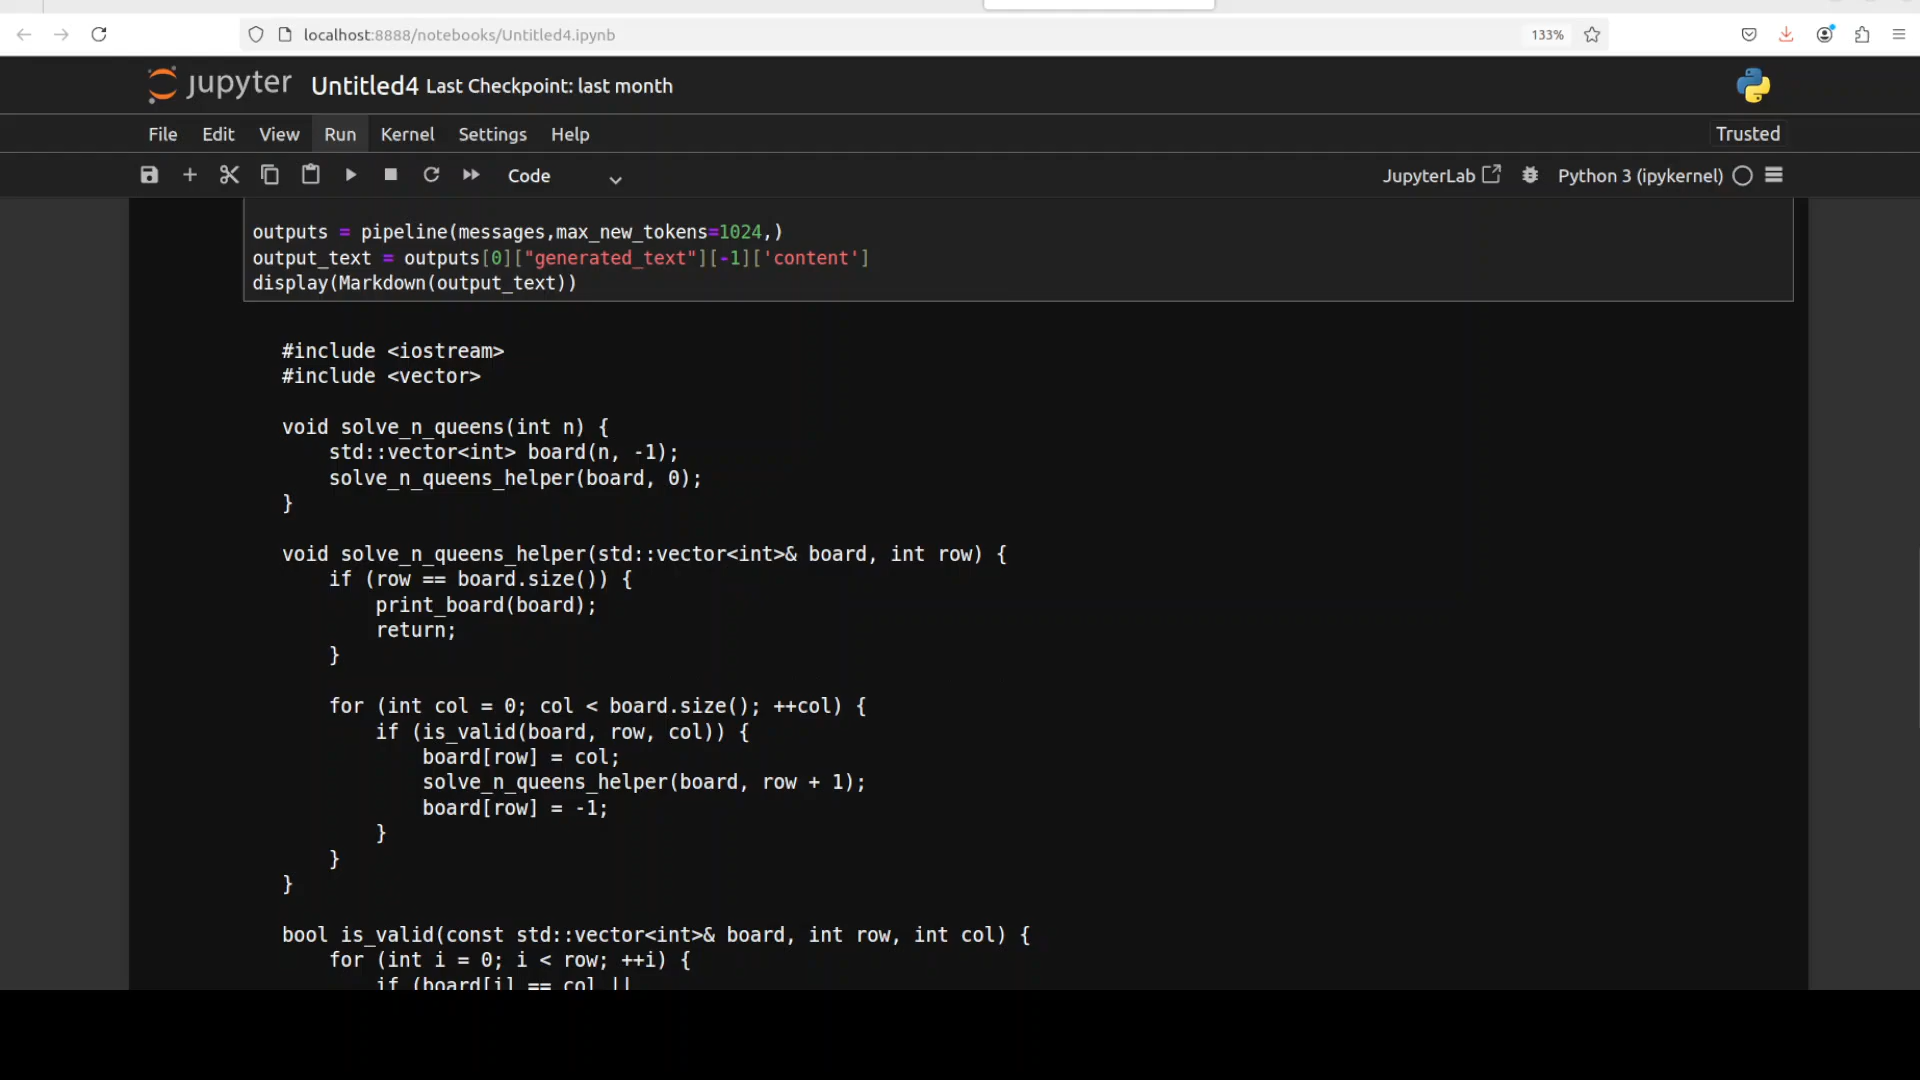 localhost:8888/notebooks/Untitled4.ipynb
133%
jupyter Untitled4 Last Checkpoint: last month
File Edit View Run Kernel Settings Help
Trusted
Code
JupyterLab
Python 3 (ipykernel)
outputs = pipeline(messages,max_new_tokens=1024,)
output_text = outputs[0]["generated_text"][-1]['content']
display(Markdown(output_text))
#include <iostream>
#include <vector>
void solve_n_queens(int n) {
    std::vector<int> board(n, -1);
    solve_n_queens_helper(board, 0);
}
void solve_n_queens_helper(std::vector<int>& board, int row) {
    if (row == board.size()) {
        print_board(board);
        return;
    }
    for (int col = 0; col < board.size(); ++col) {
        if (is_valid(board, row, col)) {
            board[row] = col;
            solve_n_queens_helper(board, row + 1);
            board[row] = -1;
        }
    }
}
bool is_valid(const std::vector<int>& board, int row, int col) {
    for (int i = 0; i < row; ++i) {
        if (board[i] == col ||